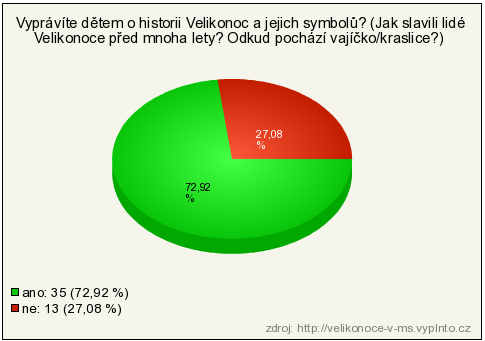 Vyprávíte dětem o historii Velikonoc a jejich symbolů? (Jak slavili lidé
Velikonoce před mnoha lety? Odkud pochází vajíčko/kraslice?)
27,08
%
72,92
%
ano: 35 (72,92 %)
ne: 13 (27,08 %)
zdroj: http://velikonoce-v-ms.vyplnto.cz